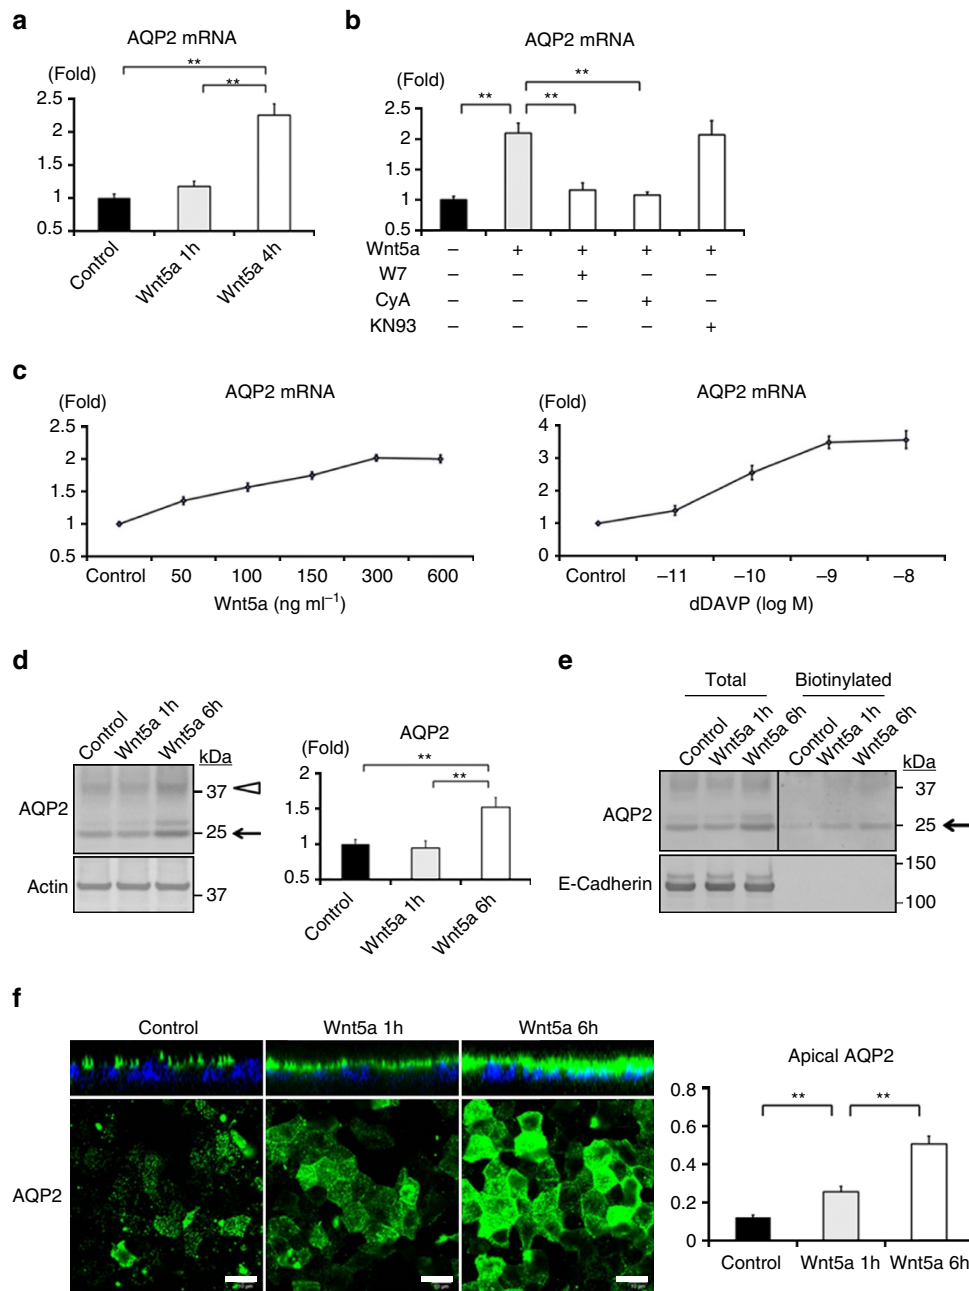 a
AQP2 mRNA
**
**
(Fold)
2.5
2
1.5
1
0.5
Control
Wnt5a 1h
Wnt5a 4h
b
AQP2 mRNA
(Fold)
**
**
**
2.5
2
1.5
1
0.5
Wnt5a – + + + +
W7 – – + – –
CyA – – – + –
KN93 – – – – +
c
AQP2 mRNA
(Fold)
2.5
2
1.5
1
0.5
Control 50 100 150 300 600
Wnt5a (ng ml⁻¹)
AQP2 mRNA
(Fold)
4
3
2
1
0
Control –11 –10 –9 –8
dDAVP (log M)
d
Control
Wnt5a 1h
Wnt5a 6h
kDa
AQP2
37
25
Actin
37
AQP2
(Fold)
**
**
2
1.5
1
0.5
Control
Wnt5a 1h
Wnt5a 6h
e
Total Biotinylated
Control
Wnt5a 1h
Wnt5a 6h
Control
Wnt5a 1h
Wnt5a 6h
kDa
AQP2
37
25
E-Cadherin
150
100
f
Control Wnt5a 1h Wnt5a 6h
AQP2
Apical AQP2
** **
0.8
0.6
0.4
0.2
0
Control Wnt5a 1h Wnt5a 6h